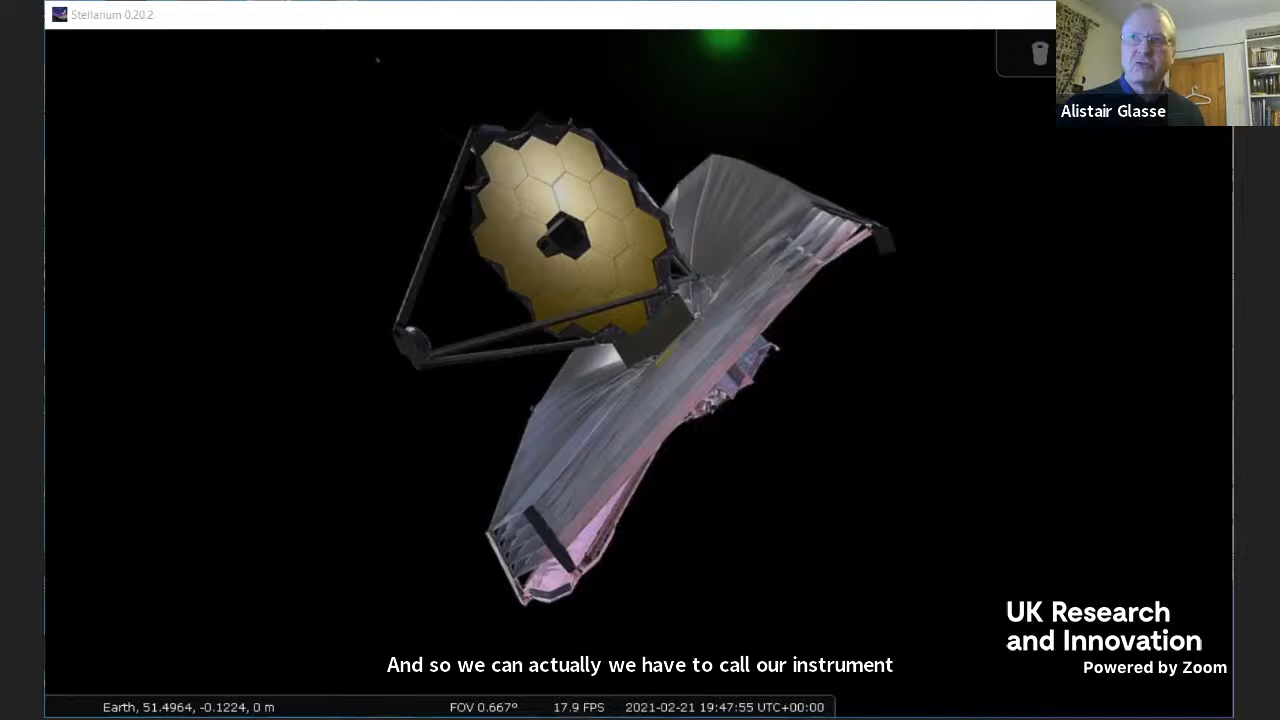 Stellarium 0.20.2
Alistair Glasse
UK Research
and Innovation
Powered by Zoom
And so we can actually we have to call our instrument
Earth, 51.4964, -0.1224, 0 m FOV 0.667° 17.9 FPS 2021-02-21 19:47:55 UTC+00:00